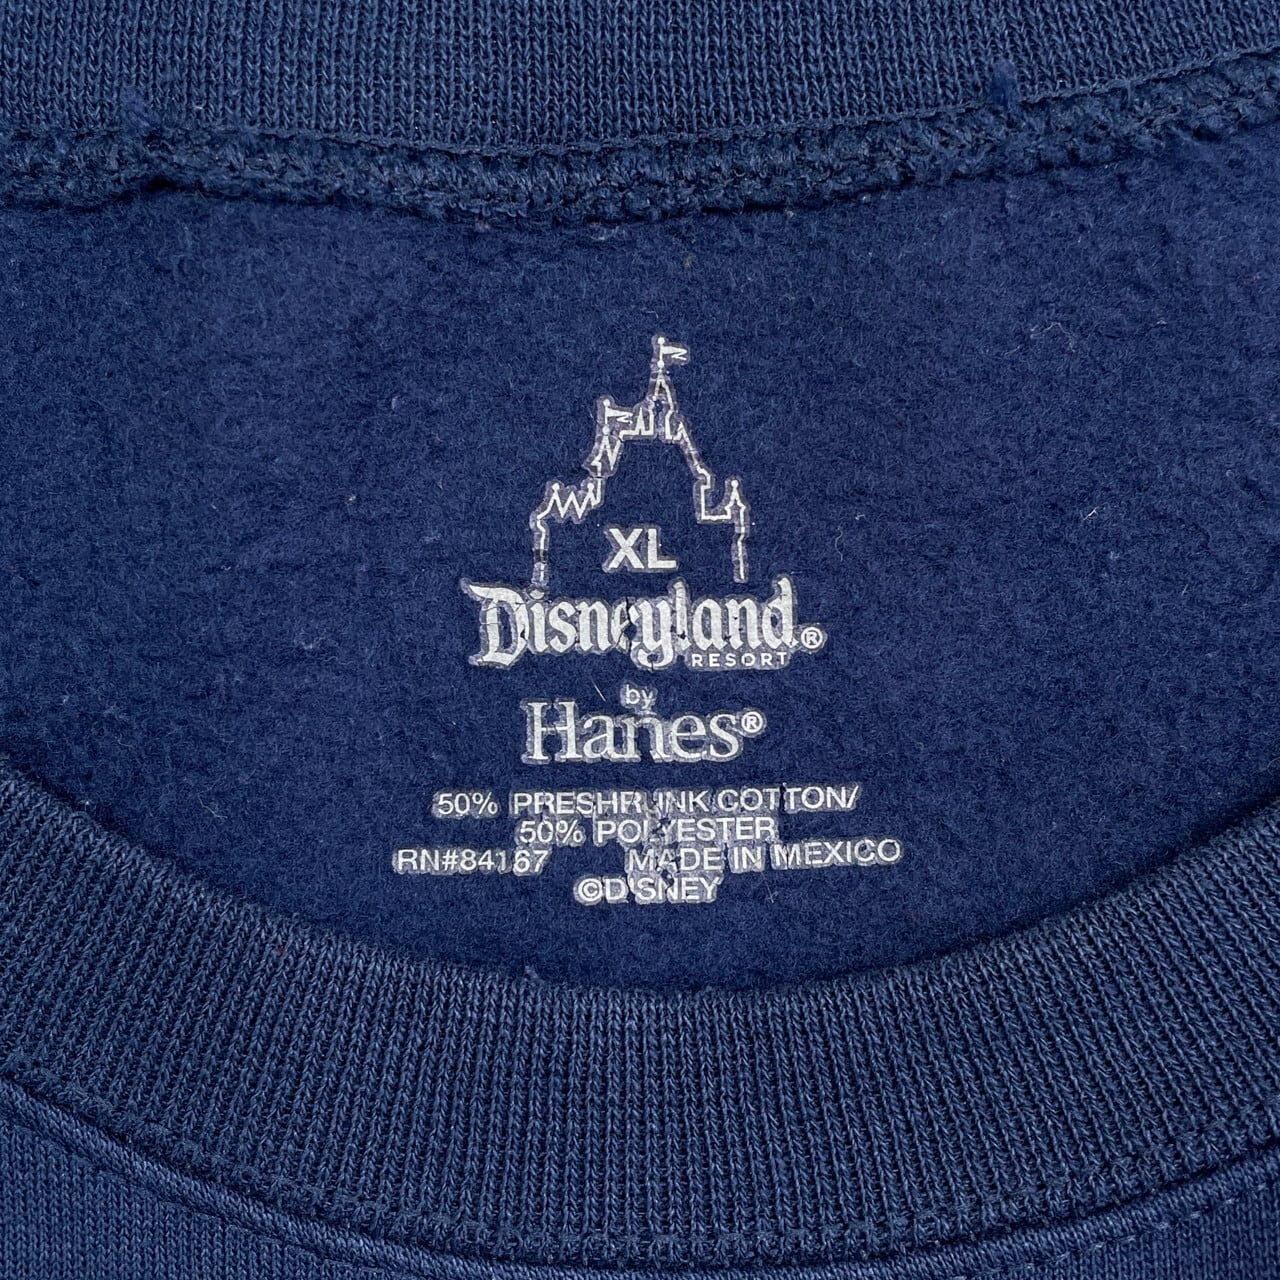 XL
Disneyland®
RESORT
by
Hanes®
50% PRESHRUNK COTTON/
50% POLYESTER
RN#84167 MADE IN MEXICO
©DISNEY